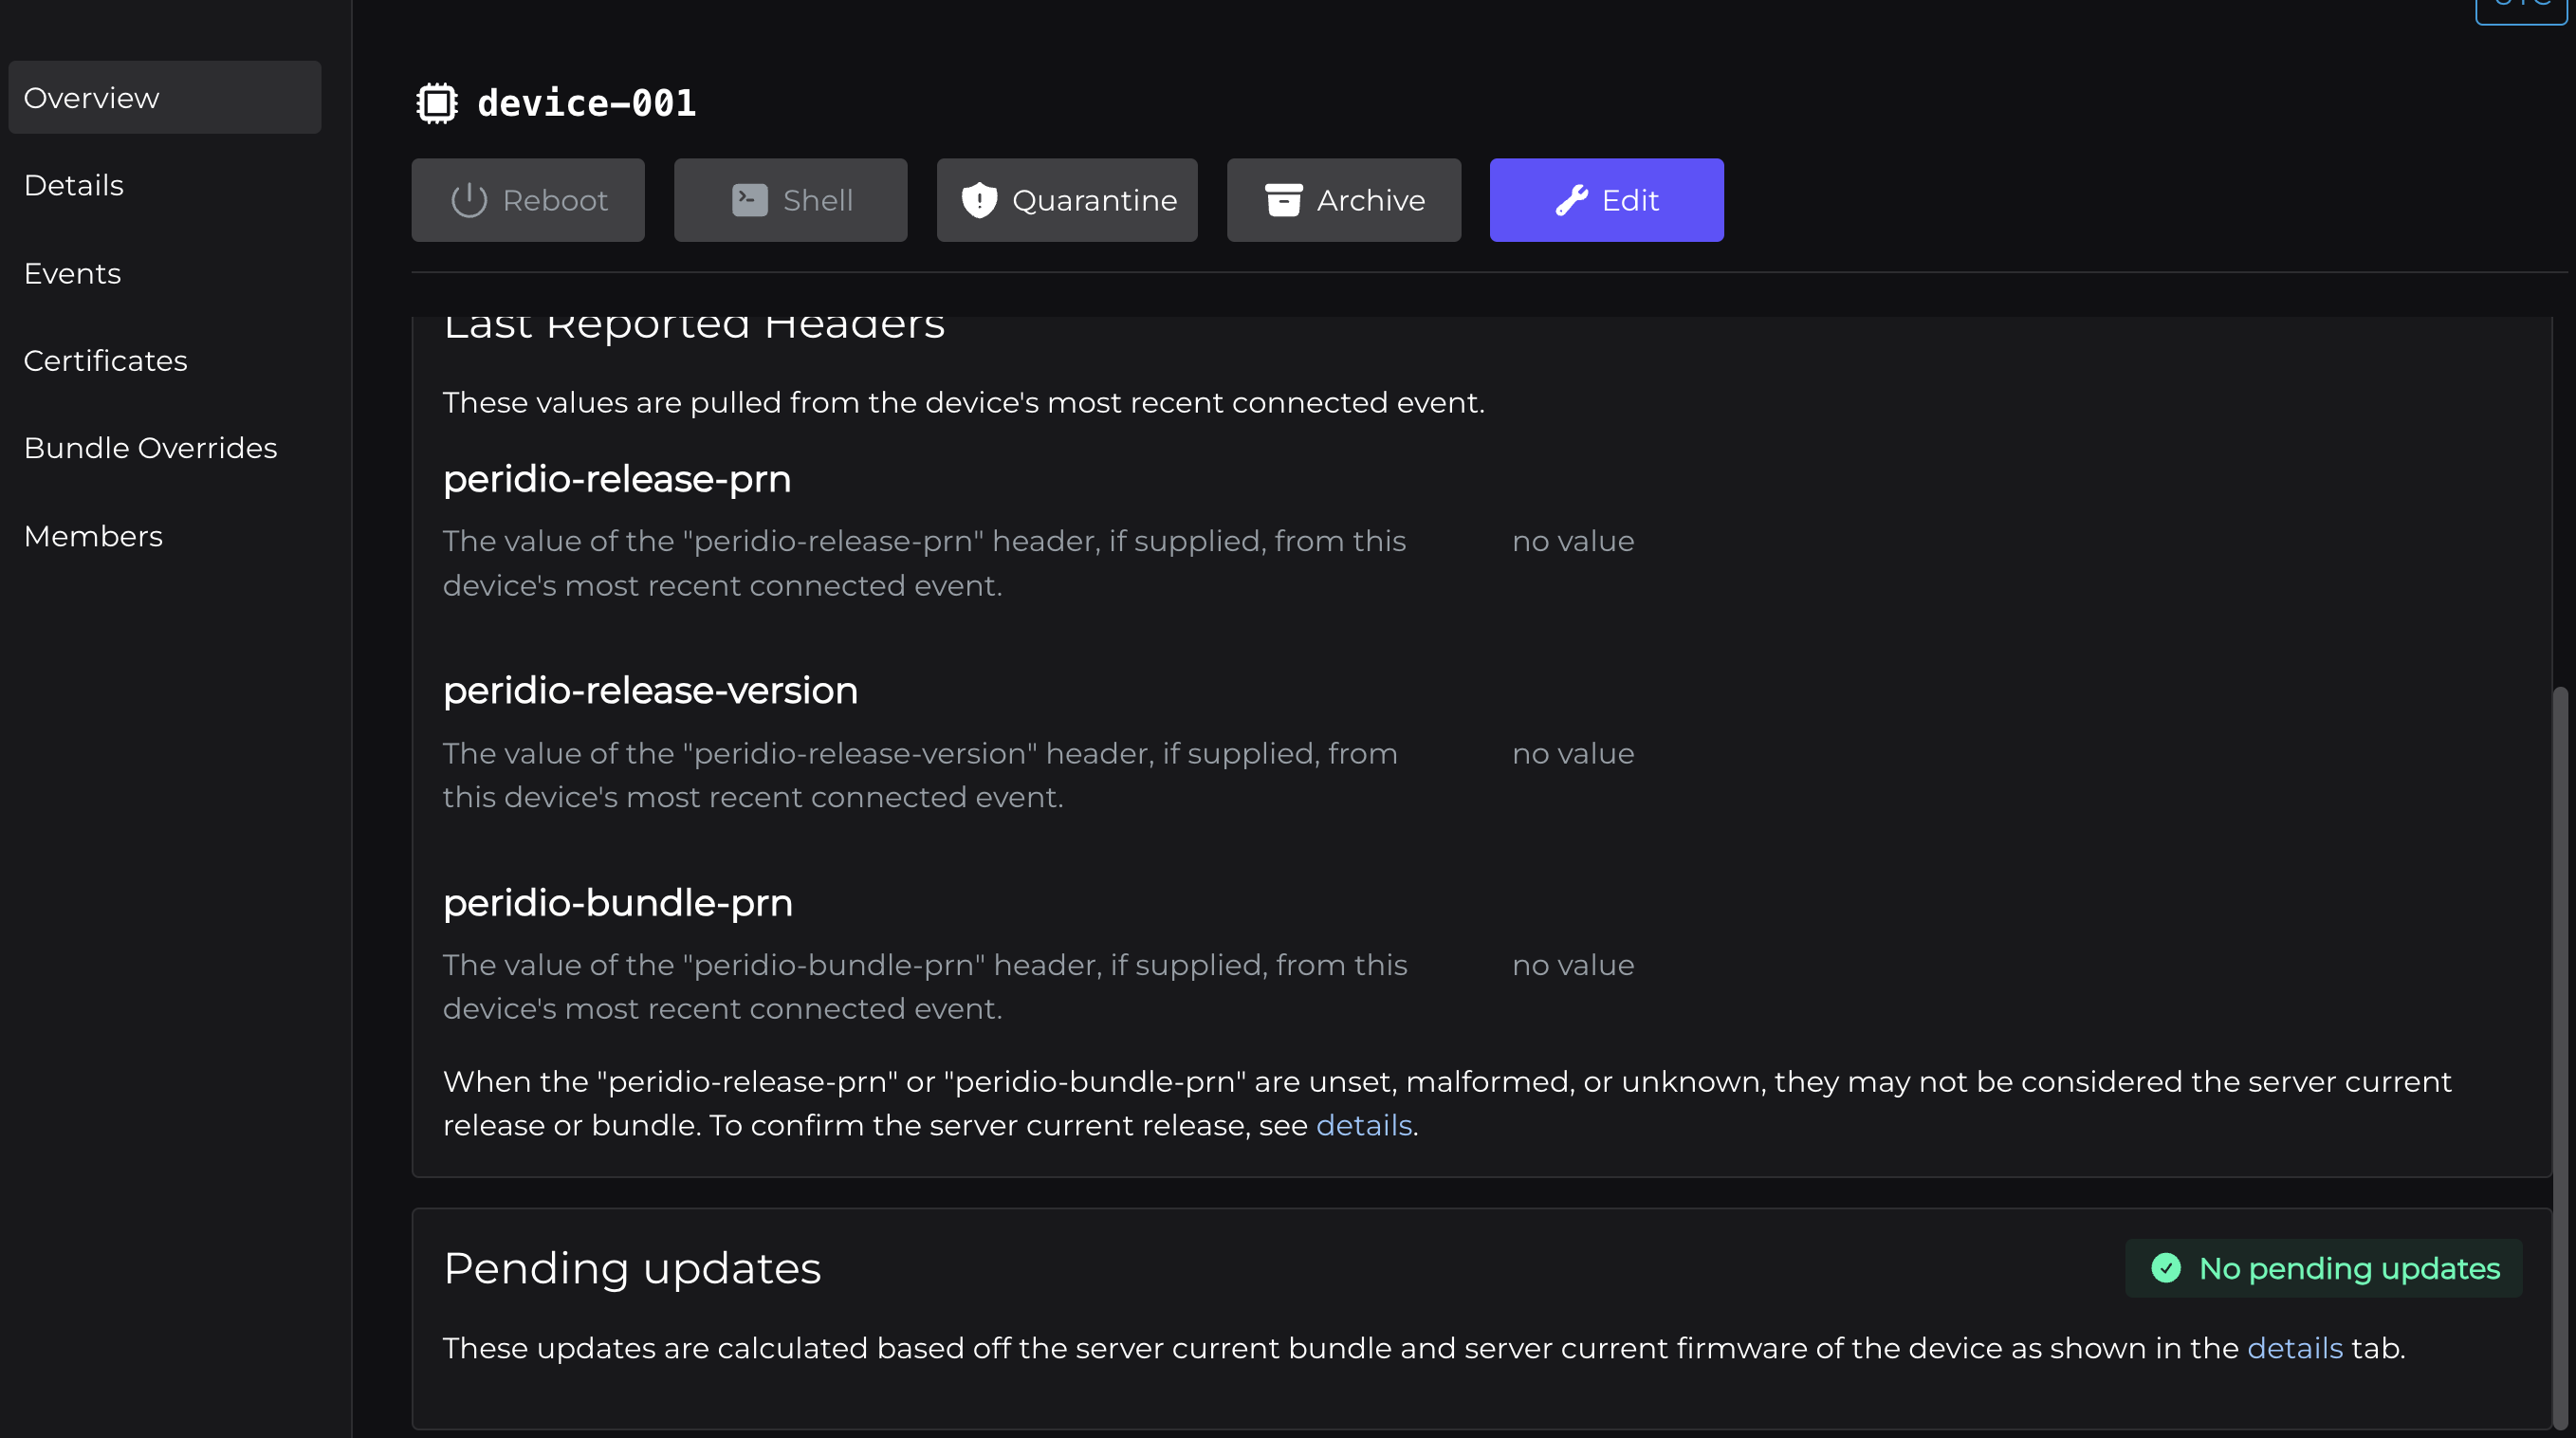 Overview
Details
Events
Certificates
Bundle Overrides
Members
device-001
Reboot
Shell
Quarantine
Archive
Edit
Last Reported Headers
These values are pulled from the device's most recent connected event.
peridio-release-prn
The value of the "peridio-release-prn" header, if supplied, from this
device's most recent connected event.
no value
peridio-release-version
The value of the "peridio-release-version" header, if supplied, from
this device's most recent connected event.
no value
peridio-bundle-prn
The value of the "peridio-bundle-prn" header, if supplied, from this
device's most recent connected event.
no value
When the "peridio-release-prn" or "peridio-bundle-prn" are unset, malformed, or unknown, they may not be considered the server current
release or bundle. To confirm the server current release, see details.
Pending updates
No pending updates
These updates are calculated based off the server current bundle and server current firmware of the device as shown in the details tab.